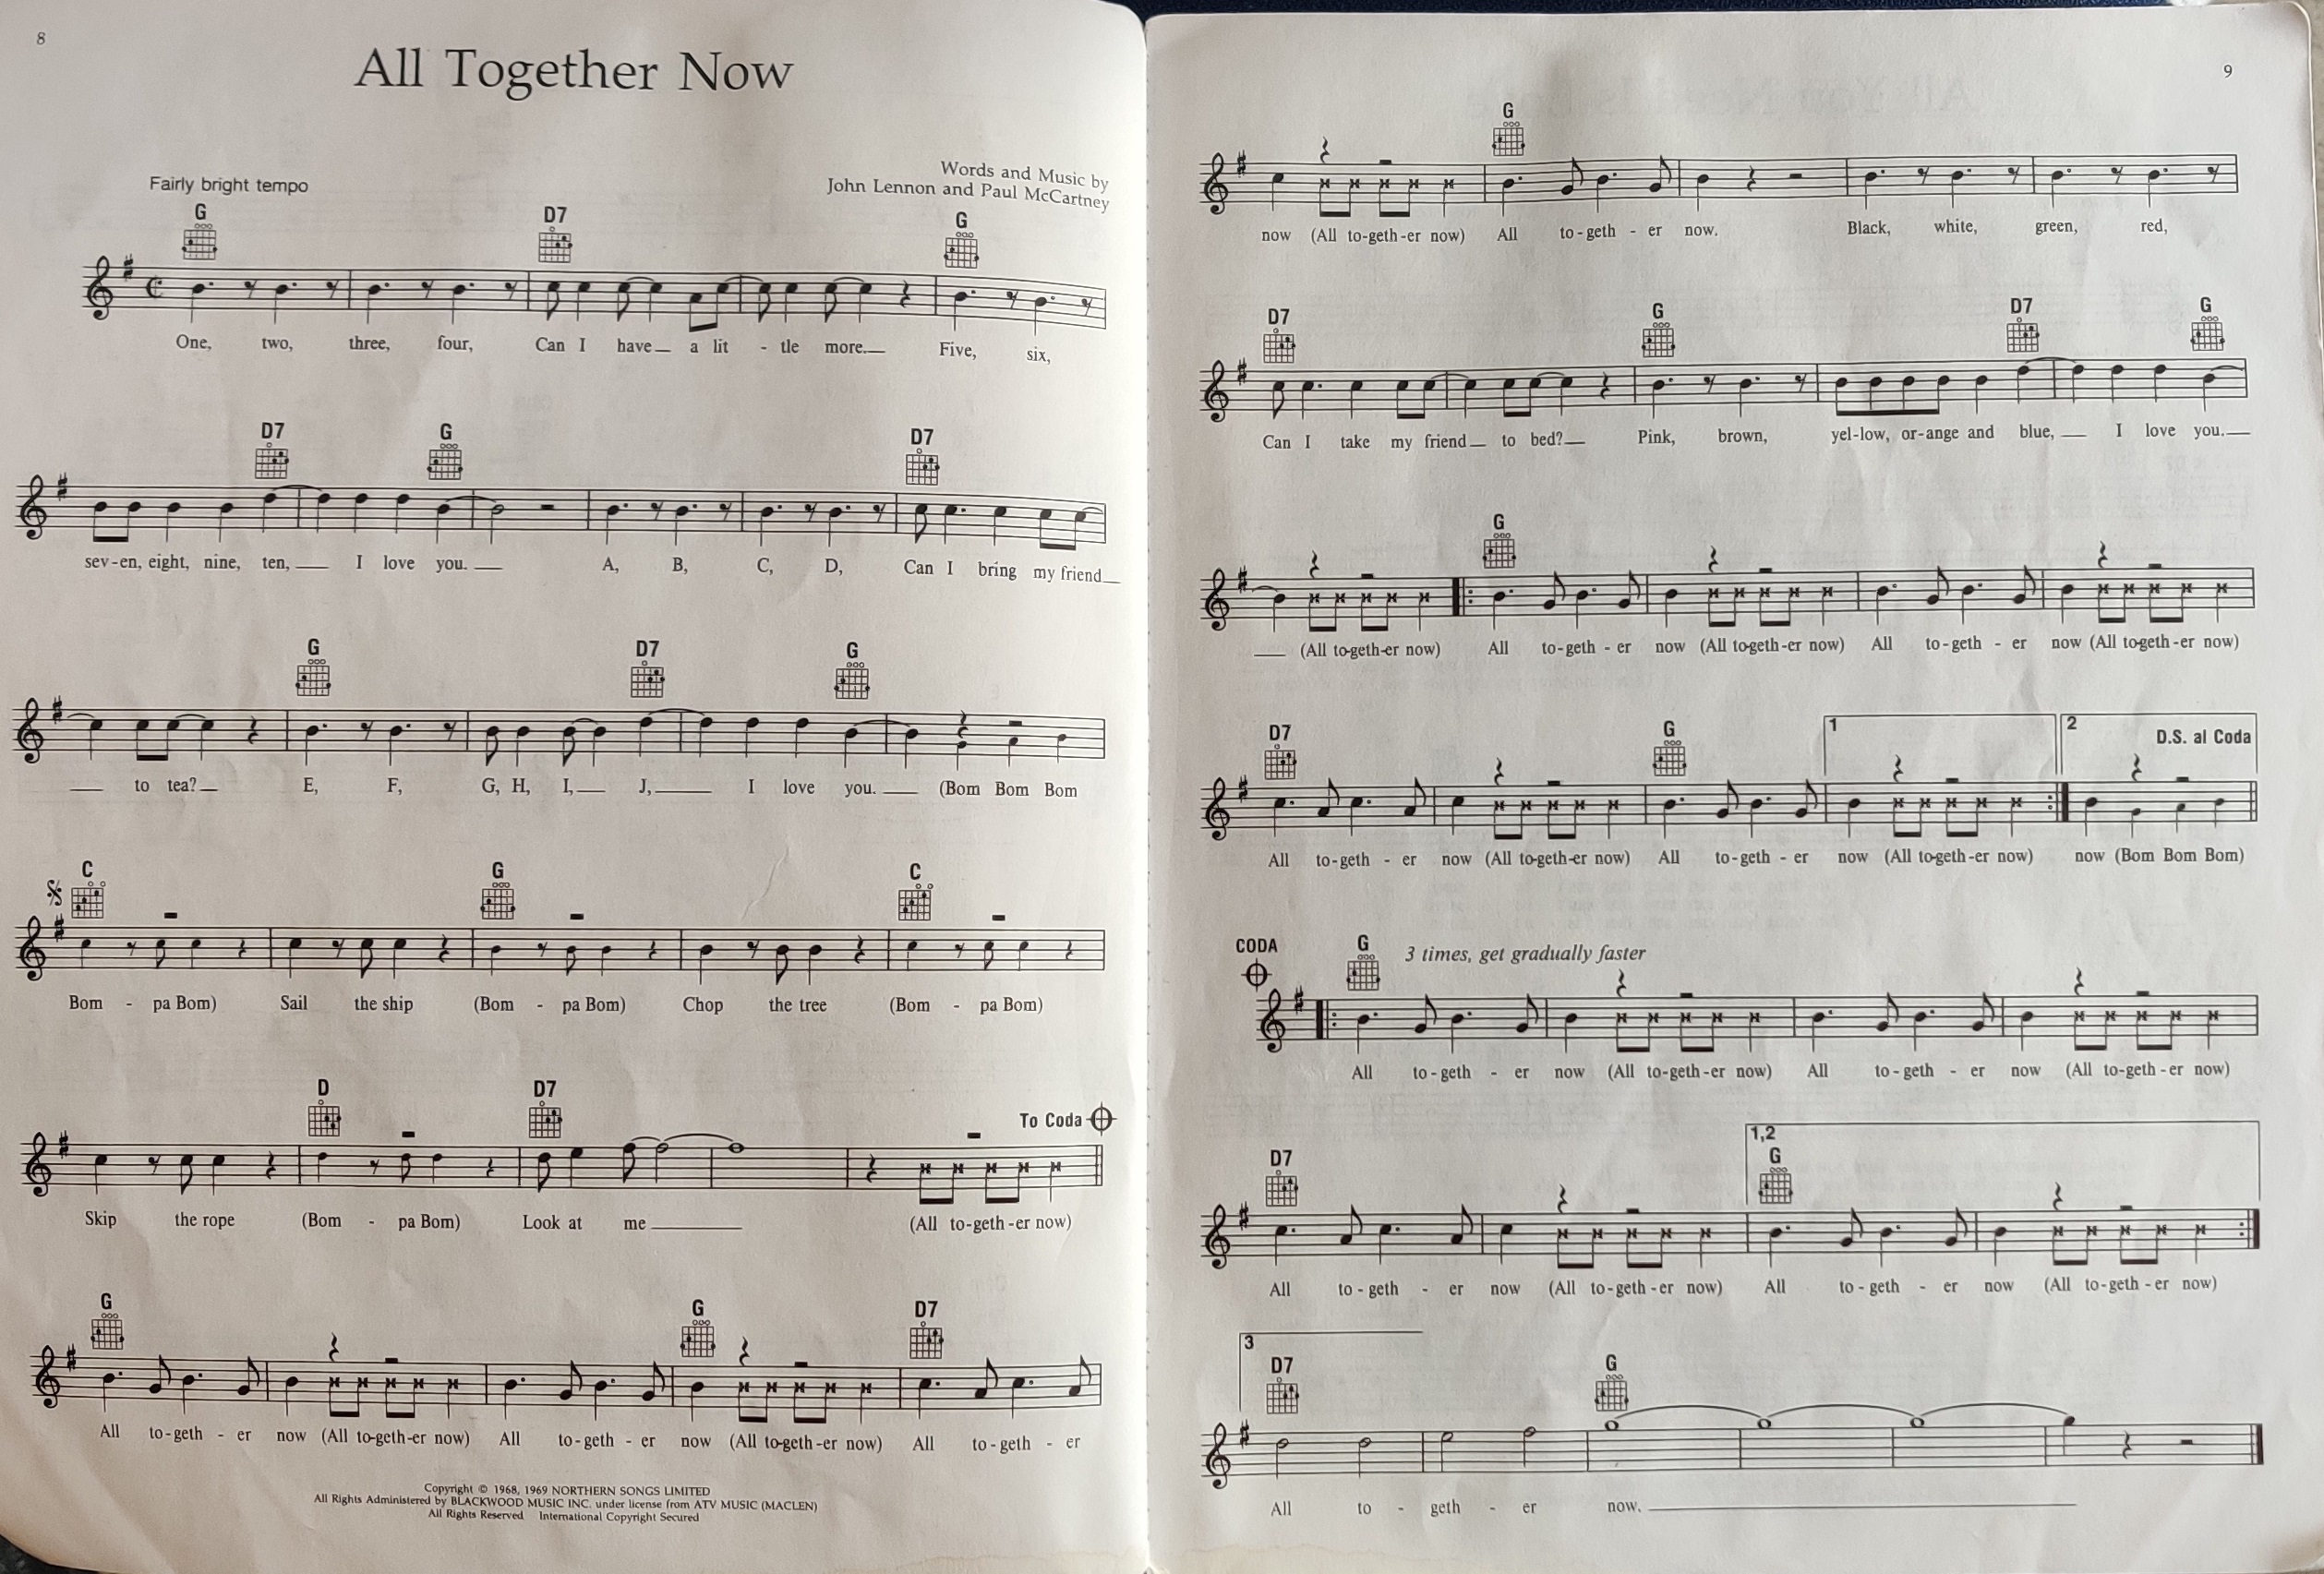 8
All Together Now
Words and Music by
John Lennon and Paul McCartney
Fairly bright tempo
G D7 G
One, two, three, four, Can I have a lit - tle more. Five, six,
D7 G D7
sev-en, eight, nine, ten, I love you. A, B, C, D, Can I bring my friend
G D7 G
to tea? E, F, G, H, I, J, I love you. (Bom Bom Bom
C G C
Bom - pa Bom) Sail the ship (Bom - pa Bom) Chop the tree (Bom - pa Bom)
D D7 To Coda
Skip the rope (Bom - pa Bom) Look at me (All to-geth-er now)
G G D7
All to-geth - er now (All to-geth-er now) All to-geth - er now (All to-geth-er now) All to-geth - er
Copyright © 1968, 1969 NORTHERN SONGS LIMITED
All Rights Administered by BLACKWOOD MUSIC INC. under license from ATV MUSIC (MACLEN)
All Rights Reserved International Copyright Secured
9
G
now (All to-geth-er now) All to-geth - er now. Black, white, green, red,
D7 G D7 G
Can I take my friend to bed? Pink, brown, yel-low, or-ange and blue, I love you.
G
(All to-geth-er now) All to-geth - er now (All to-geth-er now) All to-geth - er now (All to-geth-er now)
D7 G 1 2 D.S. al Coda
All to-geth - er now (All to-geth-er now) All to-geth - er now (All to-geth-er now) now (Bom Bom Bom)
CODA G 3 times, get gradually faster
All to-geth - er now (All to-geth-er now) All to-geth - er now (All to-geth-er now)
D7 1,2 G
All to-geth - er now (All to-geth-er now) All to-geth - er now (All to-geth-er now)
3
D7 G
All to - geth - er now.